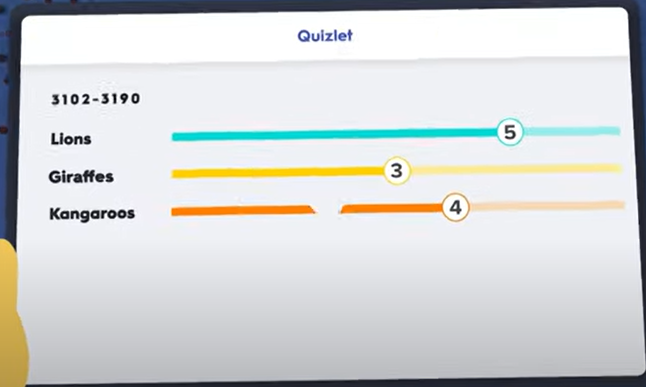 Quizlet
3102-3190
Lions 5
Giraffes 3
Kangaroos 4